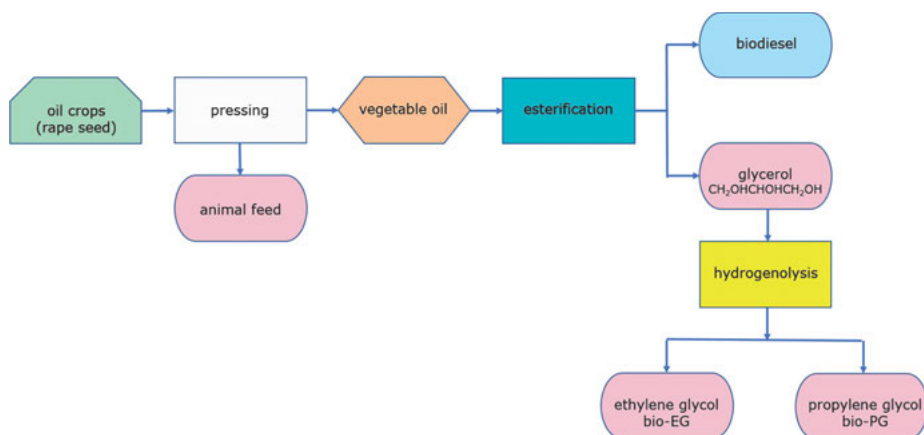 biodiesel
oil crops
(rape seed)
pressing
vegetable oil
esterification
animal feed
glycerol
CH₂OHCHOHCH₂OH
hydrogenolysis
ethylene glycol
bio-EG
propylene glycol
bio-PG